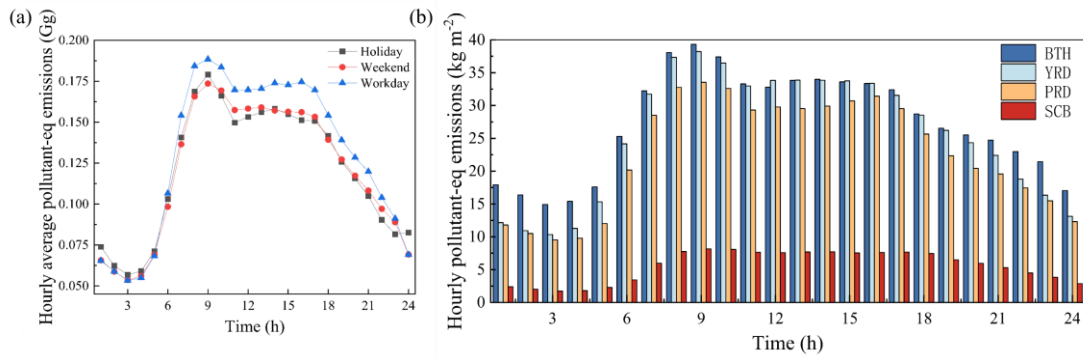 (a)
Hourly average pollutant-eq emissions (Gg)
0.200
0.175
0.150
0.125
0.100
0.075
0.050
Holiday
Weekend
Workday
0 3 6 9 12 15 18 21 24
Time (h)
(b)
Hourly pollutant-eq emissions (kg m⁻²)
40
35
30
25
20
15
10
5
0
BTH
YRD
PRD
SCB
3 6 9 12 15 18 21 24
Time (h)